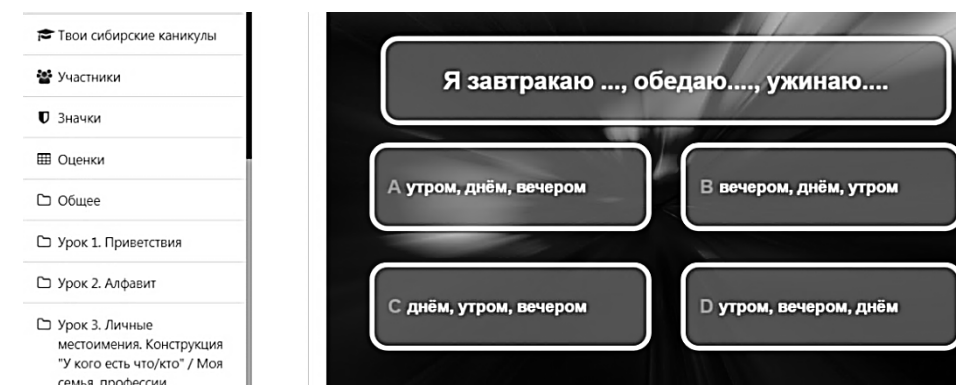 Твои сибирские каникулы
Участники
Значки
Оценки
Общее
Урок 1. Приветствия
Урок 2. Алфавит
Урок 3. Личные
местоимения. Конструкция
"У кого есть что/кто" / Моя
семья, профессии
Я завтракаю ..., обедаю...., ужинаю....
A утром, днём, вечером
B вечером, днём, утром
C днём, утром, вечером
D утром, вечером, днём